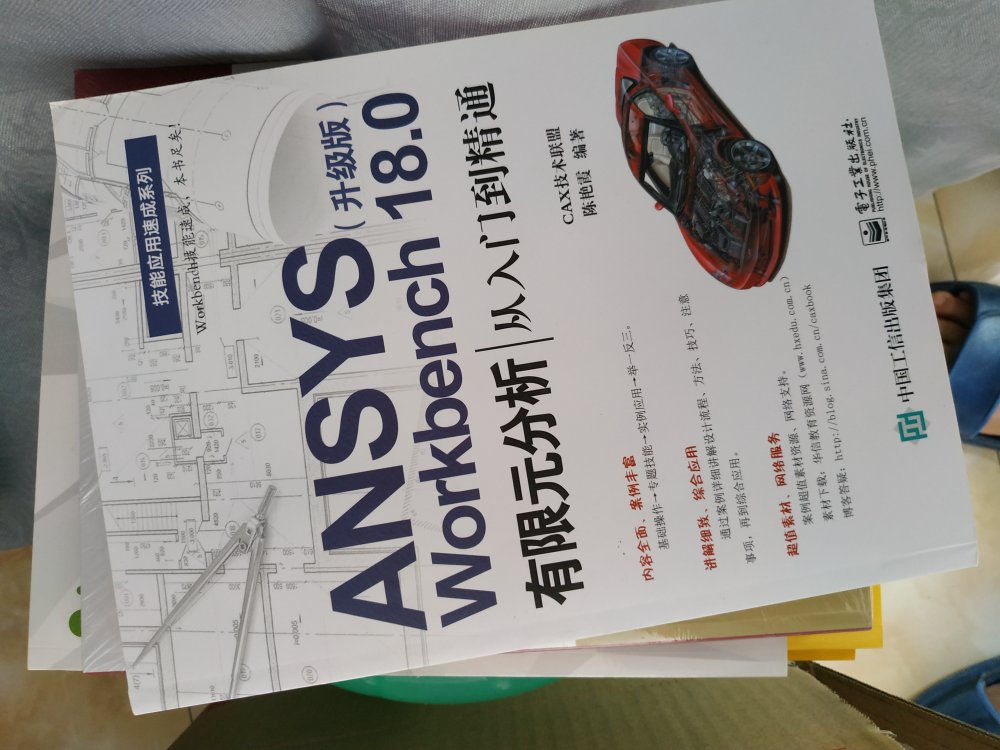 技能应用速成系列
Workbench技能速成，本书足矣！
ANSYS（升级版）
Workbench 18.0
有限元分析|从入门到精通
CAX技术联盟
陈艳霞 编著
内容全面、案例丰富
基础操作→专题技能→实例应用→举一反三。
讲解细致、综合应用
通过案例详细讲解设计流程、方法、技巧、注意
事项，再到综合应用。
超值素材、网络服务
案例超值素材资源、网络支持。
素材下载：华信教育资源网（www.hxedu.com.cn）
博客答疑：http://blog.sina.com.cn/caxbook
中国工信出版集团
電子工業出版社·
PUBLISHING HOUSE OF ELECTRONICS INDUSTRY
http://www.phei.com.cn